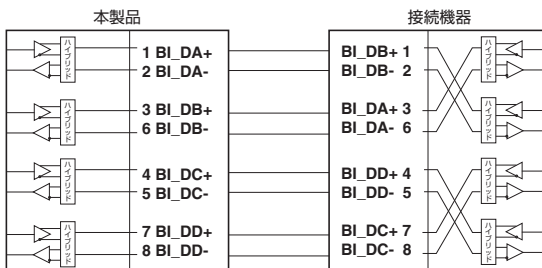 本製品 接続機器
ハイブリッド 1 BI_DA+ BI_DB+ 1 ハイブリッド
2 BI_DA- BI_DB- 2
ハイブリッド 3 BI_DB+ BI_DA+ 3 ハイブリッド
6 BI_DB- BI_DA- 6
ハイブリッド 4 BI_DC+ BI_DD+ 4 ハイブリッド
5 BI_DC- BI_DD- 5
ハイブリッド 7 BI_DD+ BI_DC+ 7 ハイブリッド
8 BI_DD- BI_DC- 8